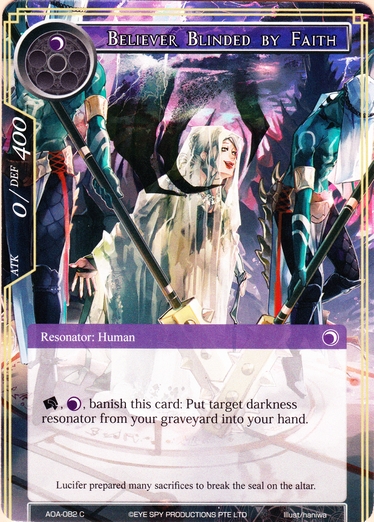 Believer Blinded by Faith
ATK 0 / DEF 400
Resonator: Human
, , banish this card: Put target darkness
resonator from your graveyard into your hand.
Lucifer prepared many sacrifices to break the seal on the altar.
AOA-082 C ©EYE SPY PRODUCTIONS PTE LTD Illust/haniwa